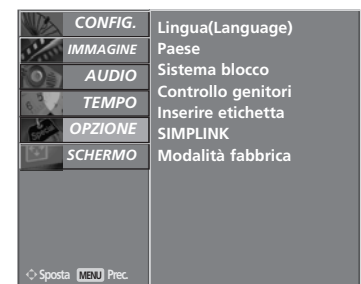 CONFIG.
IMMAGINE
AUDIO
TEMPO
OPZIONE
SCHERMO
Lingua(Language)
Paese
Sistema blocco
Controllo genitori
Inserire etichetta
SIMPLINK
Modalità fabbrica
Sposta MENU Prec.